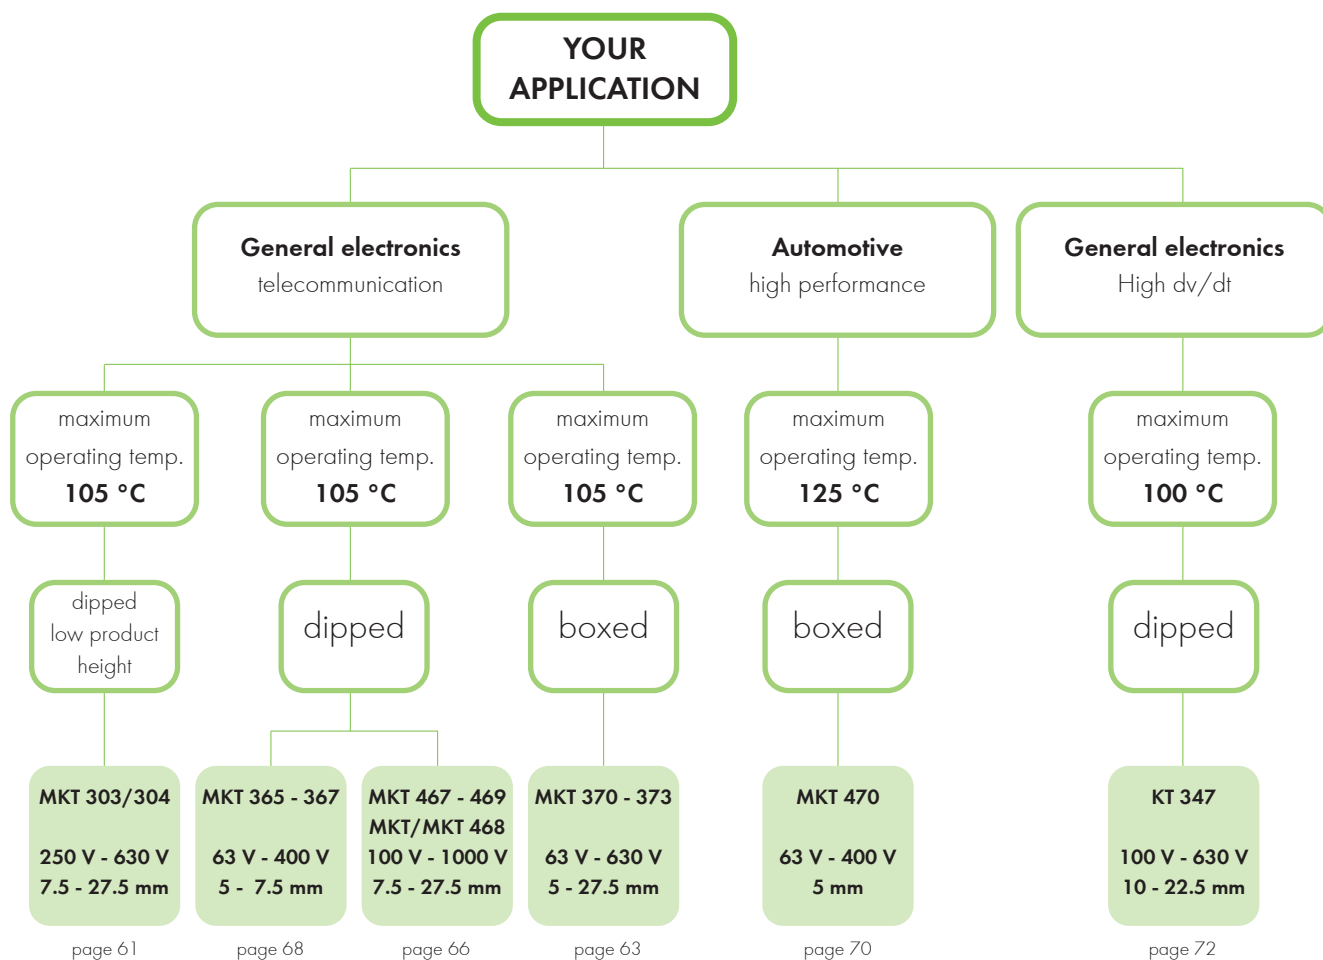 YOUR
APPLICATION
General electronics
telecommunication
Automotive
high performance
General electronics
High dv/dt
maximum
operating temp.
105 °C
maximum
operating temp.
105 °C
maximum
operating temp.
105 °C
maximum
operating temp.
125 °C
maximum
operating temp.
100 °C
dipped
low product
height
dipped
boxed
boxed
dipped
MKT 303/304
250 V - 630 V
7.5 - 27.5 mm
page 61
MKT 365 - 367
63 V - 400 V
5 - 7.5 mm
page 68
MKT 467 - 469
MKT/MKT 468
100 V - 1000 V
7.5 - 27.5 mm
page 66
MKT 370 - 373
63 V - 630 V
5 - 27.5 mm
page 63
MKT 470
63 V - 400 V
5 mm
page 70
KT 347
100 V - 630 V
10 - 22.5 mm
page 72